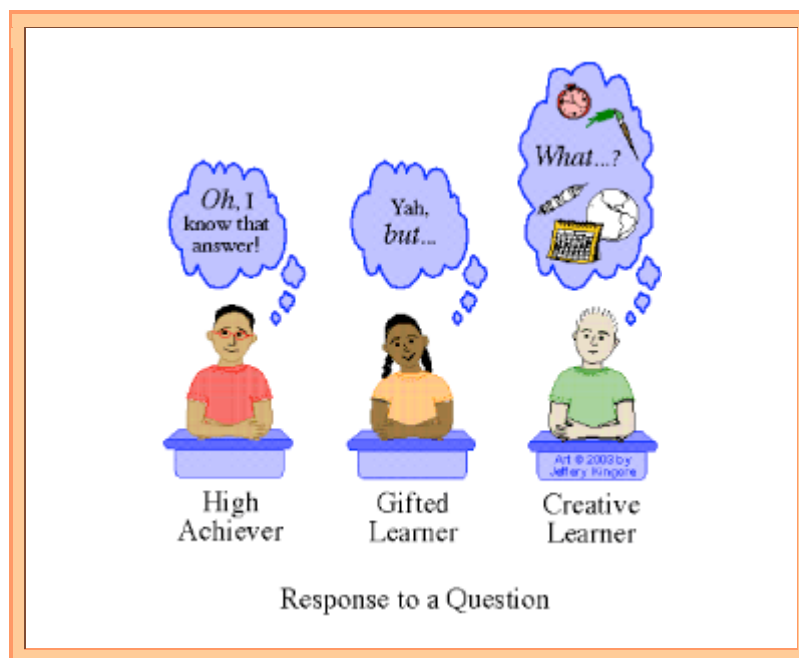 Oh, I
know that
answer!
Yah,
but...
What...?
Art © 2003 by
Jeffery Kingore
High
Achiever
Gifted
Learner
Creative
Learner
Response to a Question